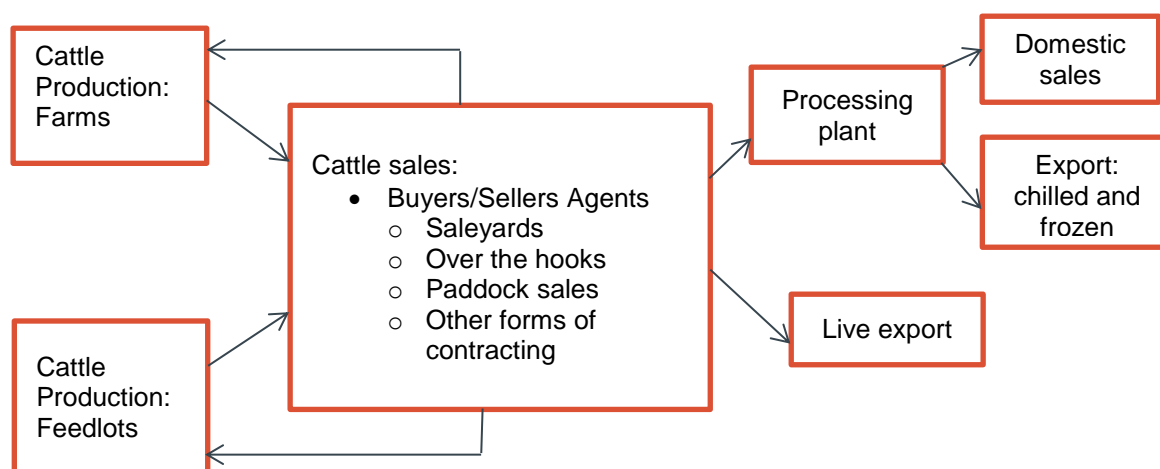 Cattle
Production:
Farms
Cattle sales:
• Buyers/Sellers Agents
o Saleyards
o Over the hooks
o Paddock sales
o Other forms of
contracting
Cattle
Production:
Feedlots
Processing
plant
Domestic
sales
Export:
chilled and
frozen
Live export